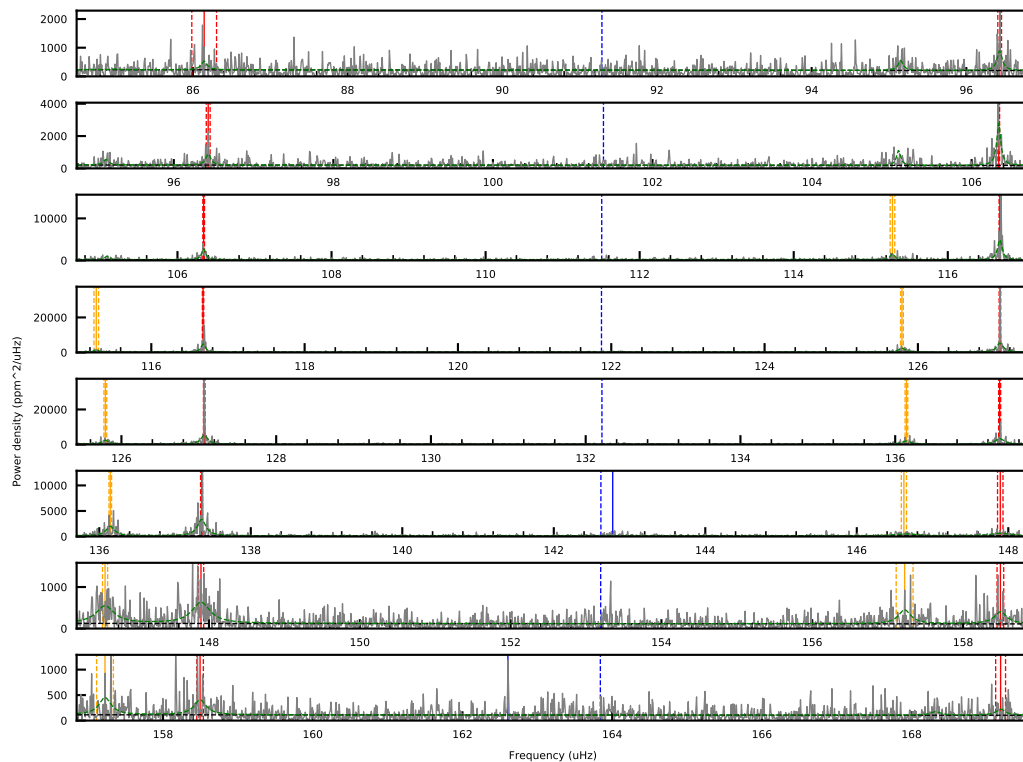 2000
1000
0
86 88 90 92 94 96
4000
2000
0
96 98 100 102 104 106
10000
0
106 108 110 112 114 116
20000
0
116 118 120 122 124 126
20000
0
126 128 130 132 134 136
10000
5000
0
136 138 140 142 144 146 148
1000
500
0
148 150 152 154 156 158
1000
500
0
158 160 162 164 166 168
Power density (ppm^2/uHz)
Frequency (uHz)